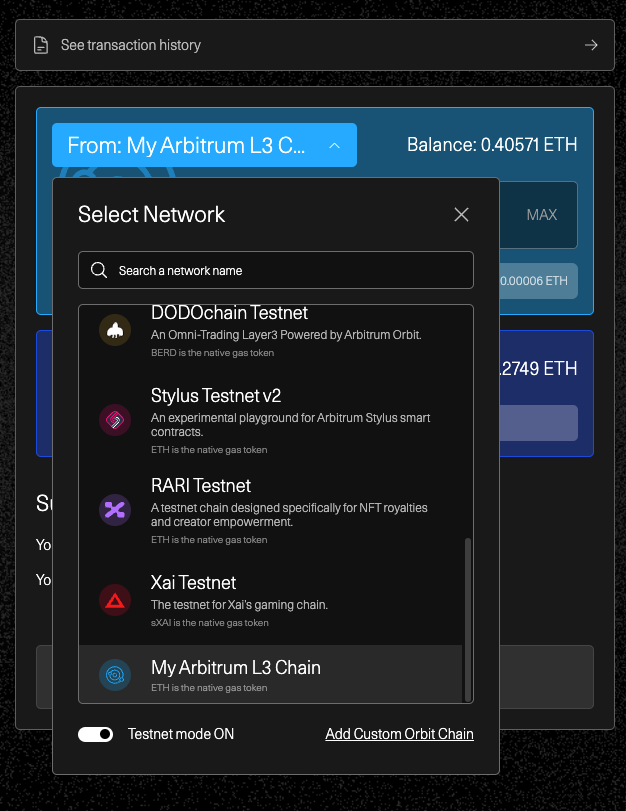 See transaction history
From: My Arbitrum L3 C...
Balance: 0.40571 ETH
MAX
0.00006 ETH
.2749 ETH
Select Network
Search a network name
DODOchain Testnet
An Omni-Trading Layer3 Powered by Arbitrum Orbit.
BERD is the native gas token
Stylus Testnet v2
An experimental playground for Arbitrum Stylus smart
contracts.
ETH is the native gas token
RARI Testnet
A testnet chain designed specifically for NFT royalties
and creator empowerment.
ETH is the native gas token
Xai Testnet
The testnet for Xai's gaming chain.
sXAI is the native gas token
My Arbitrum L3 Chain
ETH is the native gas token
Yo
Yo
Testnet mode ON
Add Custom Orbit Chain